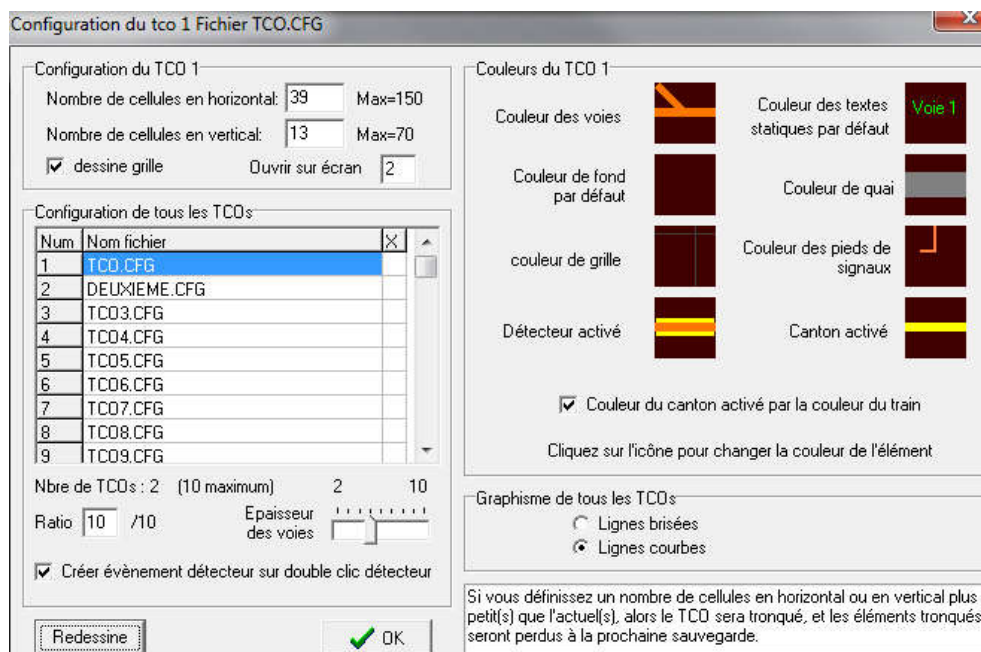 Configuration du tco 1 Fichier TCO.CFG
Configuration du TCO 1
Nombre de cellules en horizontal: 39 Max=150
Nombre de cellules en vertical: 13 Max=70
dessine grille Ouvrir sur écran 2
Configuration de tous les TCOs
Num Nom fichier X
1 TCO.CFG
2 DEUXIEME.CFG
3 TCO3.CFG
4 TCO4.CFG
5 TCO5.CFG
6 TCO6.CFG
7 TCO7.CFG
8 TCO8.CFG
9 TCO9.CFG
Nbre de TCOs : 2 (10 maximum) 2 10
Ratio 10 /10 Epaisseur
des voies
Créer évènement détecteur sur double clic détecteur
Redessine OK
Couleurs du TCO 1
Couleur des voies
Couleur des textes
statiques par défaut
Voie 1
Couleur de fond
par défaut
Couleur de quai
couleur de grille
Couleur des pieds de
signaux
Détecteur activé
Canton activé
Couleur du canton activé par la couleur du train
Cliquez sur l'icône pour changer la couleur de l'élément
Graphisme de tous les TCOs
Lignes brisées
Lignes courbes
Si vous définissez un nombre de cellules en horizontal ou en vertical plus
petit(s) que l'actuel(s), alors le TCO sera tronqué, et les éléments tronqués
seront perdus à la prochaine sauvegarde.